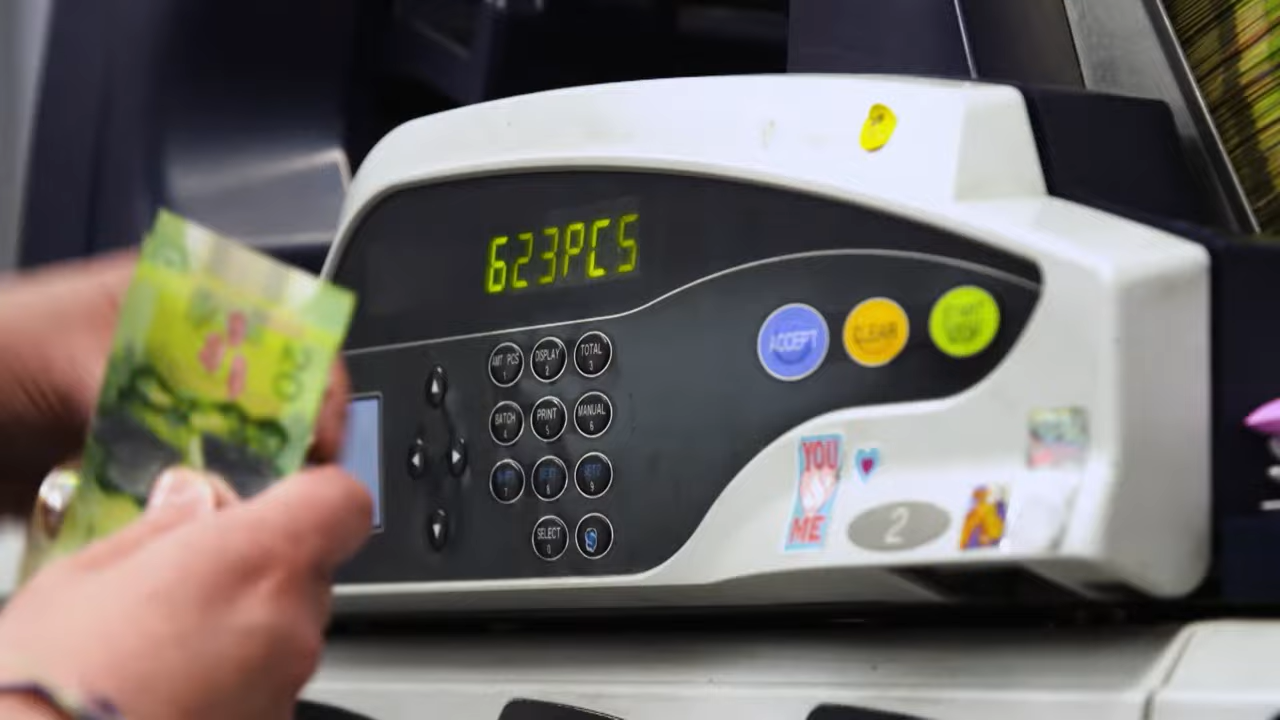 623PCS
ACCEPT
CLEAR
START
STOP
AMT PCS
1
DISPLAY
2
TOTAL
3
BATCH
4
PRINT
5
MANUAL
6
7
8
9
SELECT
0
20
YOU
ME
2